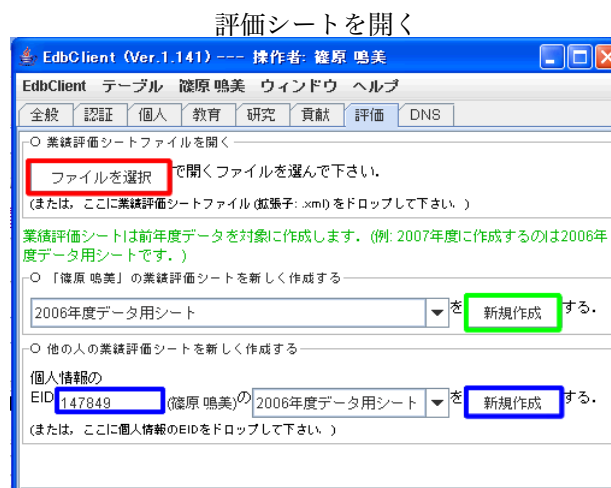 評価シートを開く
EdbClient (Ver.1.141) --- 操作者: 篠原 鳴美
EdbClient テーブル 篠原 鳴美 ウィンドウ ヘルプ
全般 認証 個人 教育 研究 貢献 評価 DNS
O 業績評価シートファイルを開く
ファイルを選択 で開くファイルを選んで下さい.
(または, ここに業績評価シートファイル(拡張子: .xml)をドロップして下さい. )
業績評価シートは前年度データを対象に作成します. (例: 2007年度に作成するのは2006年
度データ用シートです. )
O 「篠原 鳴美」の業績評価シートを新しく作成する
2006年度データ用シート を 新規作成 する.
O 他の人の業績評価シートを新しく作成する
個人情報の
EID 147849 (篠原 鳴美)の 2006年度データ用シート を 新規作成 する.
(または, ここに個人情報のEIDをドロップして下さい. )